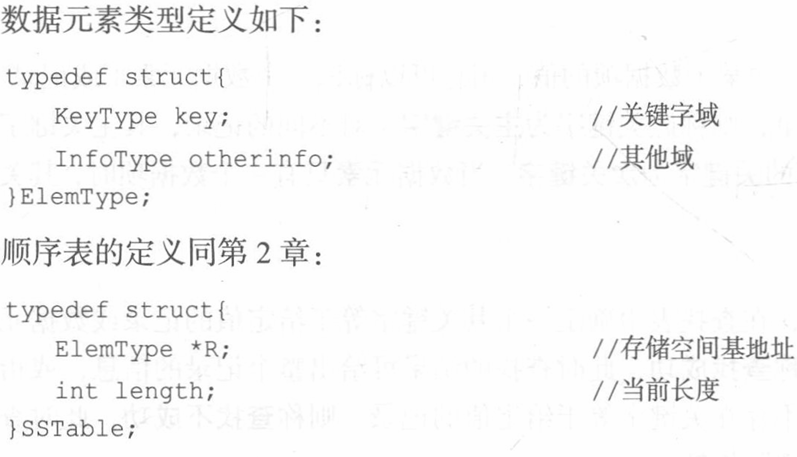 数据元素类型定义如下：
typedef struct{
KeyType key; //关键字域
InfoType otherinfo; //其他域
}ElemType;
顺序表的定义同第 2 章：
typedef struct{
ElemType *R; //存储空间基地址
int length; //当前长度
}SSTable;